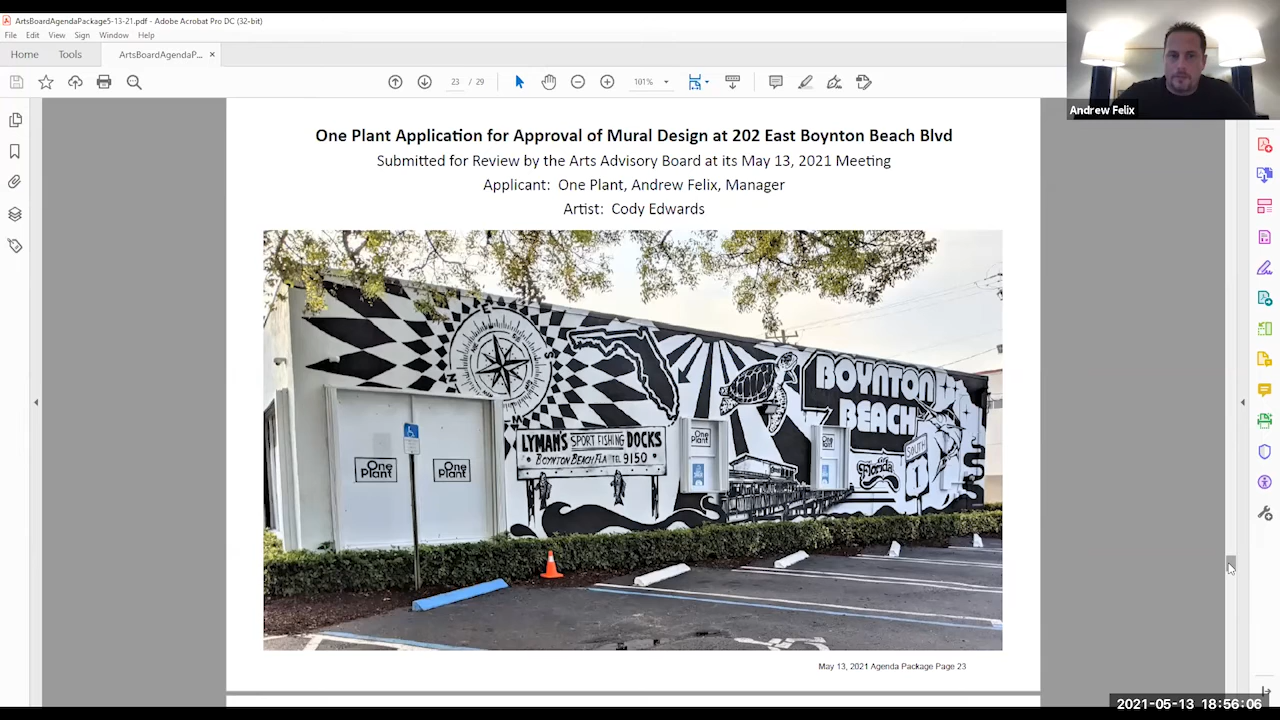 ArtsBoardAgendaPackage5-13-21.pdf - Adobe Acrobat Pro DC (32-bit)
File Edit View Sign Window Help
Home Tools ArtsBoardAgendaP... ×
23 / 29 101%
Andrew Felix
One Plant Application for Approval of Mural Design at 202 East Boynton Beach Blvd
Submitted for Review by the Arts Advisory Board at its May 13, 2021 Meeting
Applicant: One Plant, Andrew Felix, Manager
Artist: Cody Edwards
E
S
N
W
BOYNTON
BEACH
LYMAN'S SPORT FISHING DOCKS
BOYNTON BEACH FLA TEL 9150
One Plant
One Plant
One Plant
One Plant
Florida
SOUTH
May 13, 2021 Agenda Package Page 23
2021-05-13 18:56:06